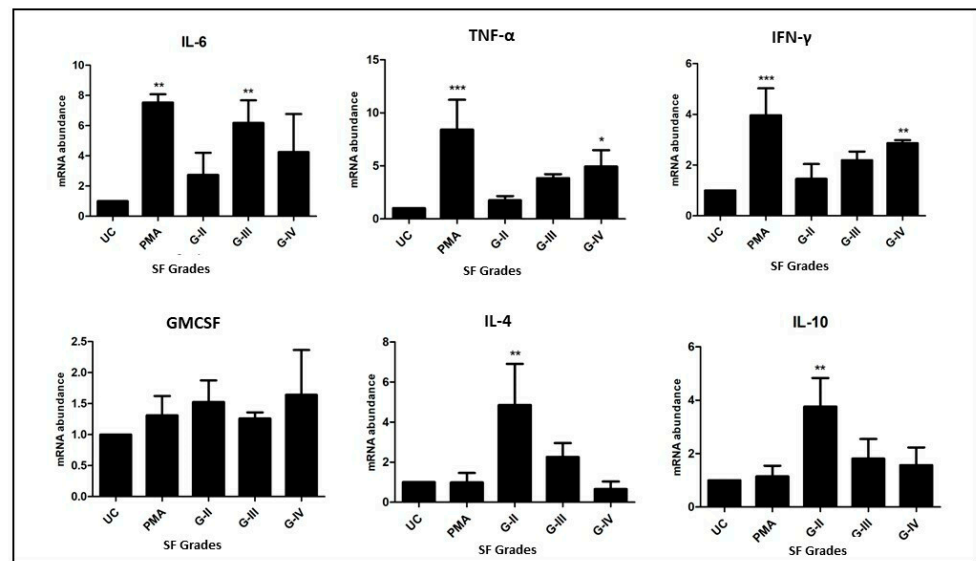 IL-6
mRNA abundance
10
8
6
4
2
0
**
**
UC
PMA
G-II
G-III
G-IV
SF Grades
TNF-α
mRNA abundance
15
10
5
0
***
*
UC
PMA
G-II
G-III
G-IV
SF Grades
IFN-γ
mRNA abundance
6
4
2
0
***
**
UC
PMA
G-II
G-III
G-IV
SF Grades
GMCSF
mRNA abundance
2.5
2.0
1.5
1.0
0.5
0.0
UC
PMA
G-II
G-III
G-IV
SF Grades
IL-4
mRNA abundance
8
6
4
2
0
**
UC
PMA
G-II
G-III
G-IV
SF Grades
IL-10
mRNA abundance
6
4
2
0
**
UC
PMA
G-II
G-III
G-IV
SF Grades